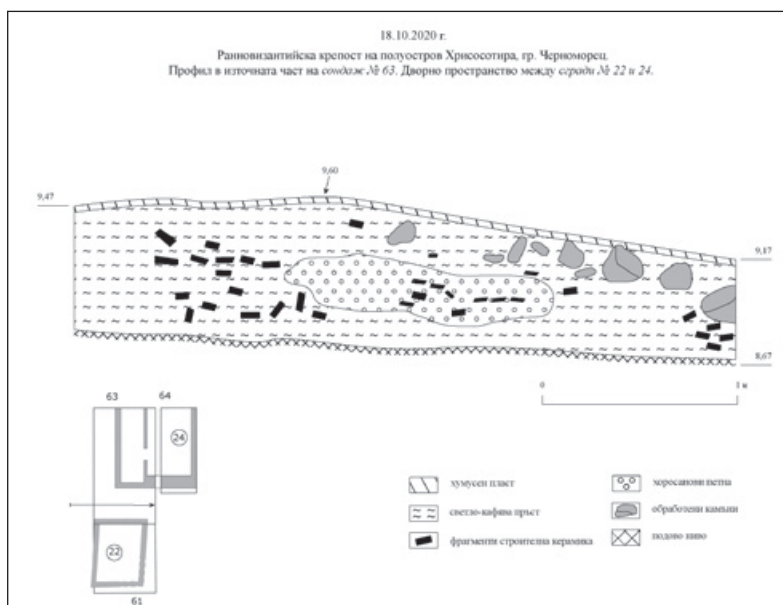 18.10.2020 г.
Ранновизантийска крепост на полуостров Хрисосотира, гр. Черноморец.
Профил в източната част на сондаж № 63. Дворно пространство между сгради № 22 и 24.
9,60
9,47
9,17
8,67
0
1 м
63
64
24
22
61
хумусен пласт
светло-кафява пръст
фрагменти строителна керамика
хоросанови петна
обработени камъни
подово ниво